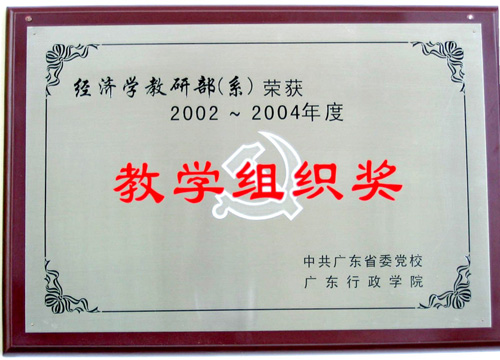 经济学教研部(系)荣获
2002~2004年度
教学组织奖
中共广东省委党校
广东行政学院